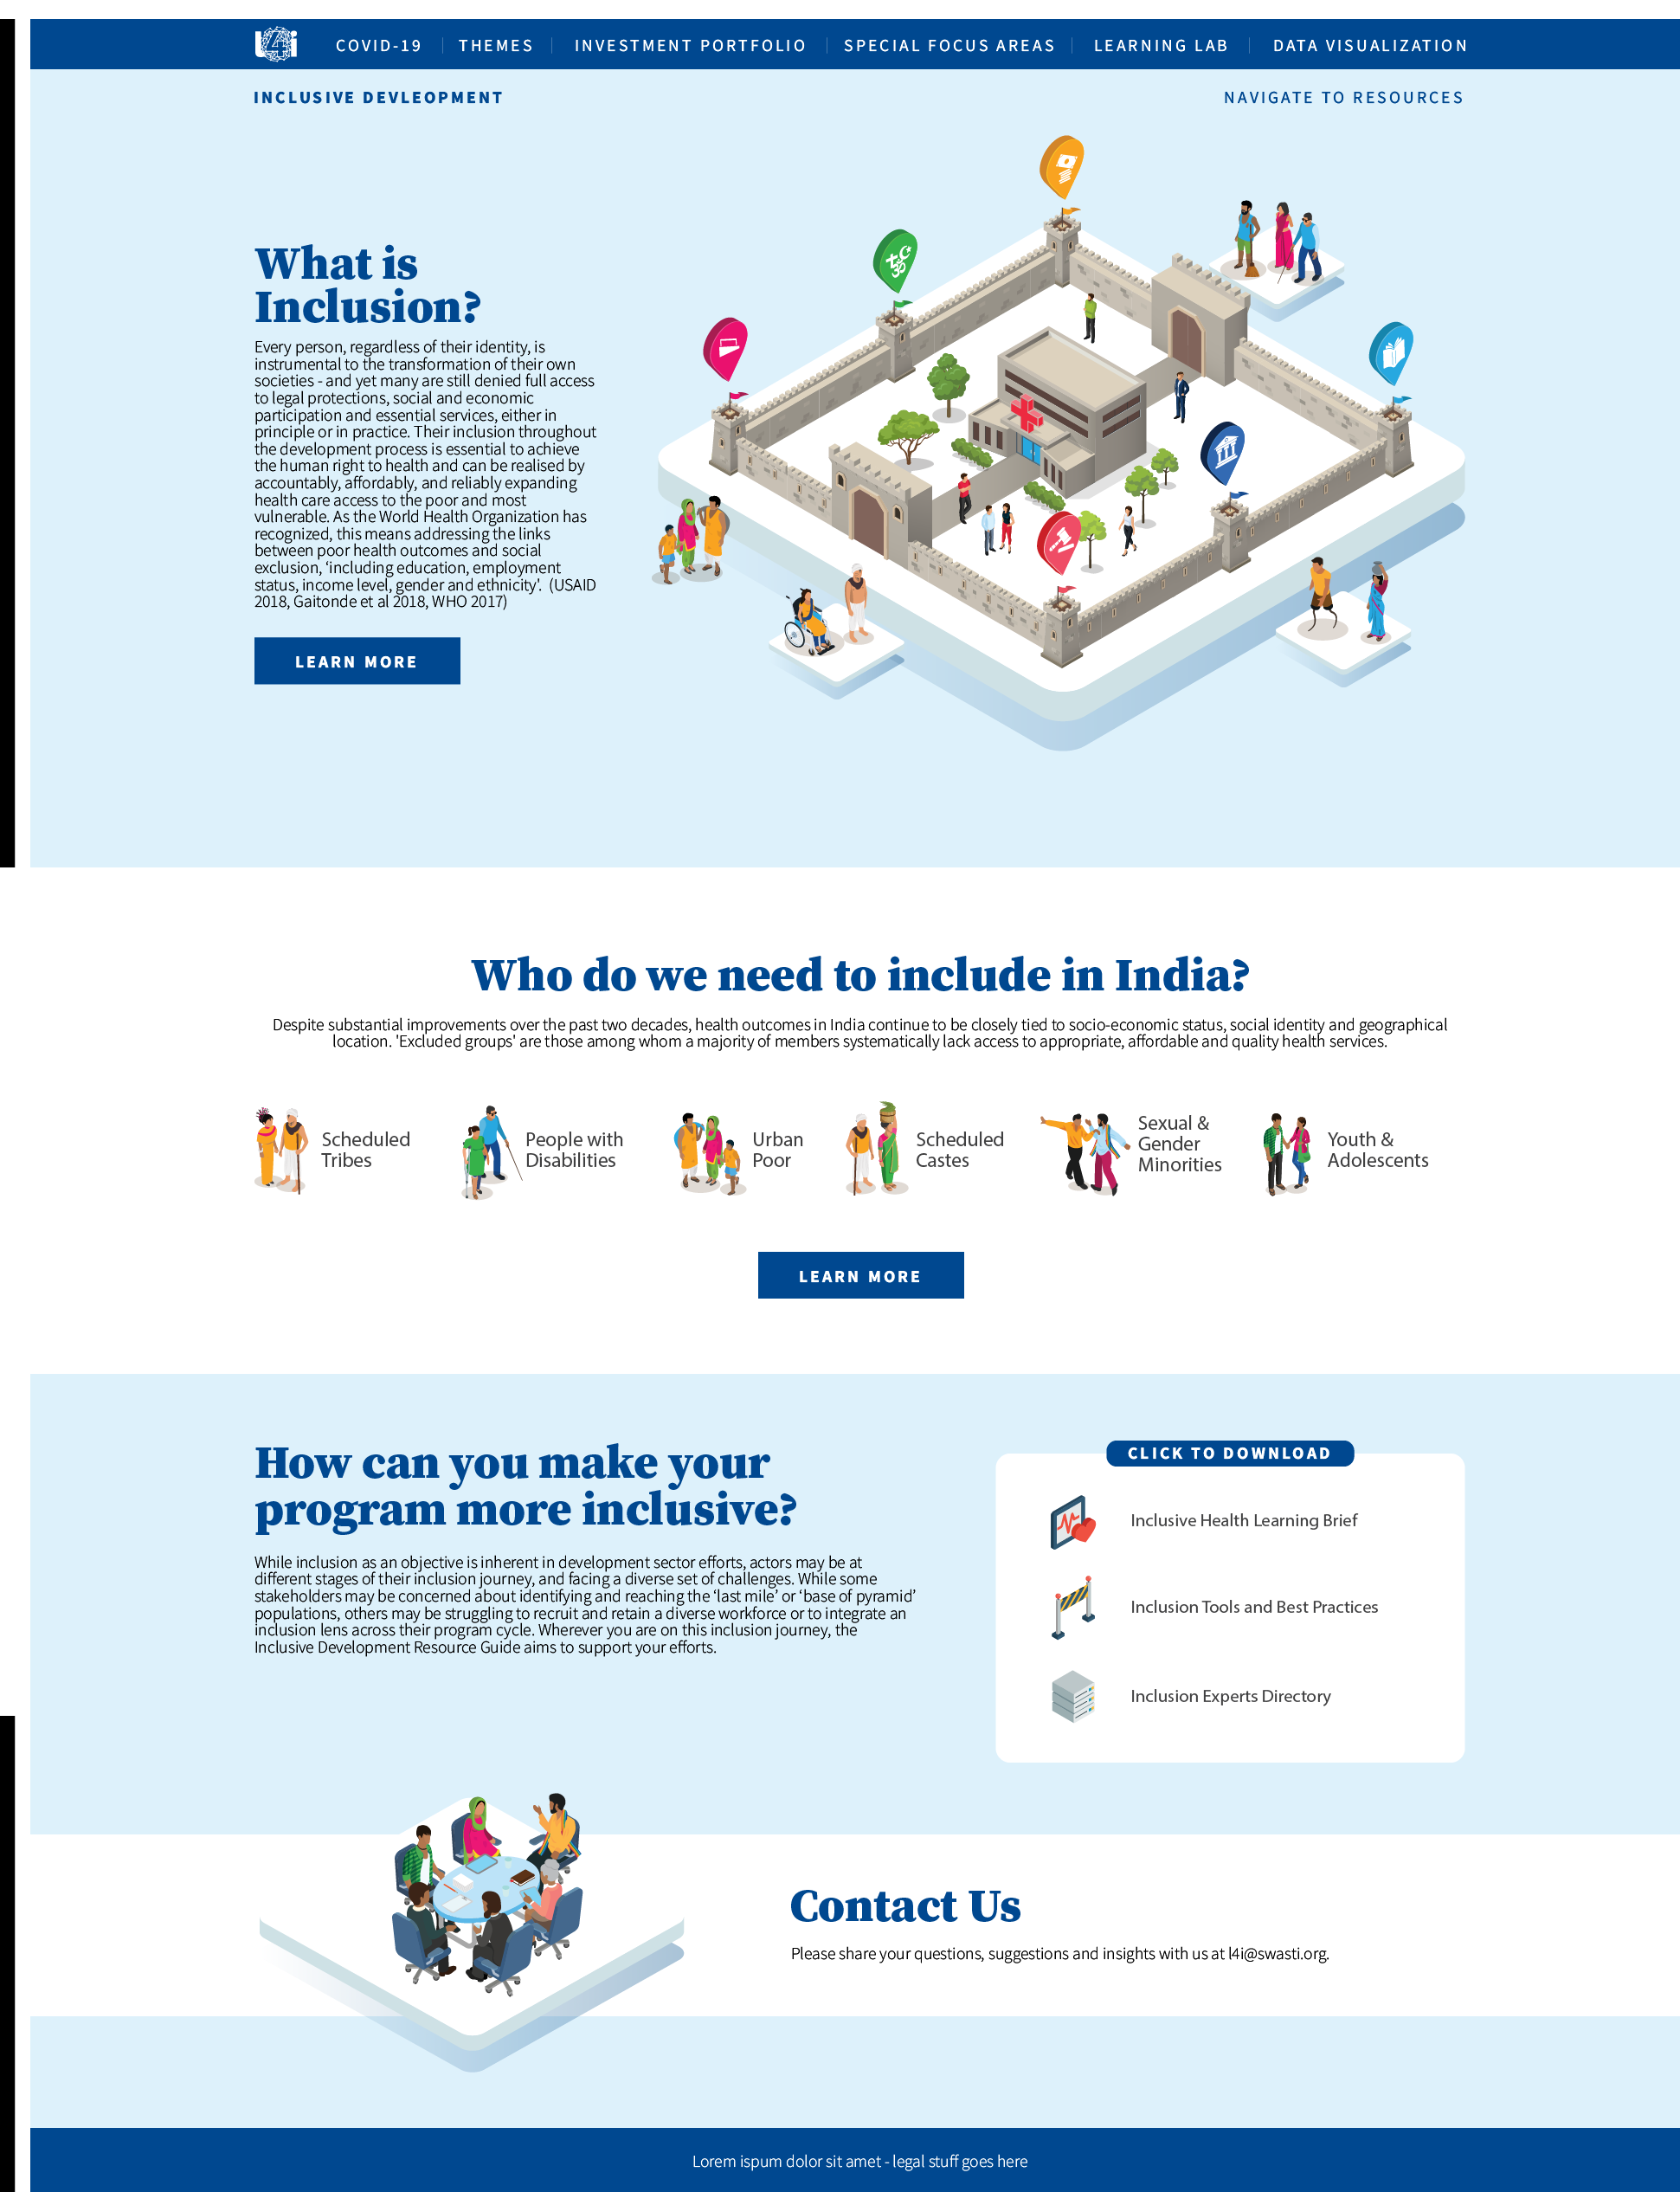 L4i
COVID-19
THEMES
INVESTMENT PORTFOLIO
SPECIAL FOCUS AREAS
LEARNING LAB
DATA VISUALIZATION
INCLUSIVE DEVLEOPMENT
NAVIGATE TO RESOURCES
What is
Inclusion?
Every person, regardless of their identity, is
instrumental to the transformation of their own
societies - and yet many are still denied full access
to legal protections, social and economic
participation and essential services, either in
principle or in practice. Their inclusion throughout
the development process is essential to achieve
the human right to health and can be realised by
accountably, affordably, and reliably expanding
health care access to the poor and most
vulnerable. As the World Health Organization has
recognized, this means addressing the links
between poor health outcomes and social
exclusion, ‘including education, employment
status, income level, gender and ethnicity'. (USAID
2018, Gaitonde et al 2018, WHO 2017)
LEARN MORE
Who do we need to include in India?
Despite substantial improvements over the past two decades, health outcomes in India continue to be closely tied to socio-economic status, social identity and geographical
location. 'Excluded groups' are those among whom a majority of members systematically lack access to appropriate, affordable and quality health services.
Scheduled
Tribes
People with
Disabilities
Urban
Poor
Scheduled
Castes
Sexual &
Gender
Minorities
Youth &
Adolescents
LEARN MORE
How can you make your
program more inclusive?
While inclusion as an objective is inherent in development sector efforts, actors may be at
different stages of their inclusion journey, and facing a diverse set of challenges. While some
stakeholders may be concerned about identifying and reaching the ‘last mile’ or ‘base of pyramid’
populations, others may be struggling to recruit and retain a diverse workforce or to integrate an
inclusion lens across their program cycle. Wherever you are on this inclusion journey, the
Inclusive Development Resource Guide aims to support your efforts.
CLICK TO DOWNLOAD
Inclusive Health Learning Brief
Inclusion Tools and Best Practices
Inclusion Experts Directory
Contact Us
Please share your questions, suggestions and insights with us at l4i@swasti.org.
Lorem ispum dolor sit amet - legal stuff goes here